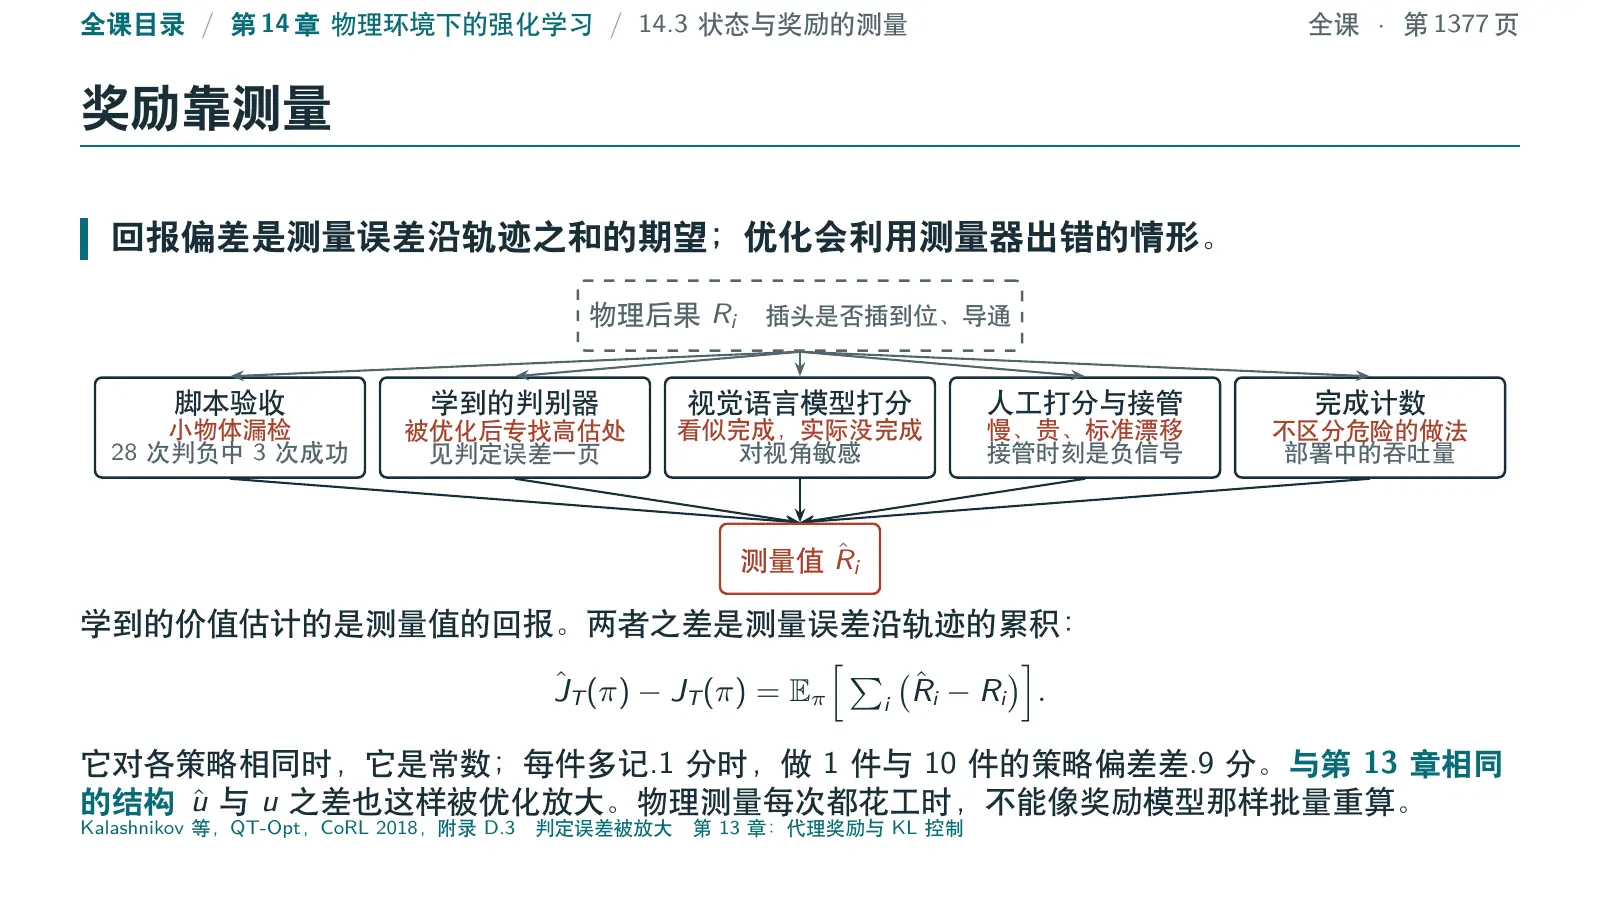 全课目录 / 第 14 章 物理环境下的强化学习 / 14.3 状态与奖励的测量
全课 · 第 1377 页
奖励靠测量
回报偏差是测量误差沿轨迹之和的期望；优化会利用测量器出错的情形。
物理后果 R_i 插头是否插到位、导通
脚本验收
小物体漏检
28 次判负中 3 次成功
学到的判别器
被优化后专找高估处
见判定误差一页
视觉语言模型打分
看似完成，实际没完成
对视角敏感
人工打分与接管
慢、贵、标准漂移
接管时刻是负信号
完成计数
不区分危险的做法
部署中的吞吐量
测量值 R̂_i
学到的价值估计的是测量值的回报。两者之差是测量误差沿轨迹的累积：
Ĵ_T(π) − J_T(π) = 𝔼_π[∑_i (R̂_i − R_i)].
它对各策略相同时，它是常数；每件多记.1 分时，做 1 件与 10 件的策略偏差差.9 分。与第 13 章相同
的结构 û 与 u 之差也这样被优化放大。物理测量每次都花工时，不能像奖励模型那样批量重算。
Kalashnikov 等，QT-Opt，CoRL 2018，附录 D.3 判定误差被放大 第 13 章：代理奖励与 KL 控制